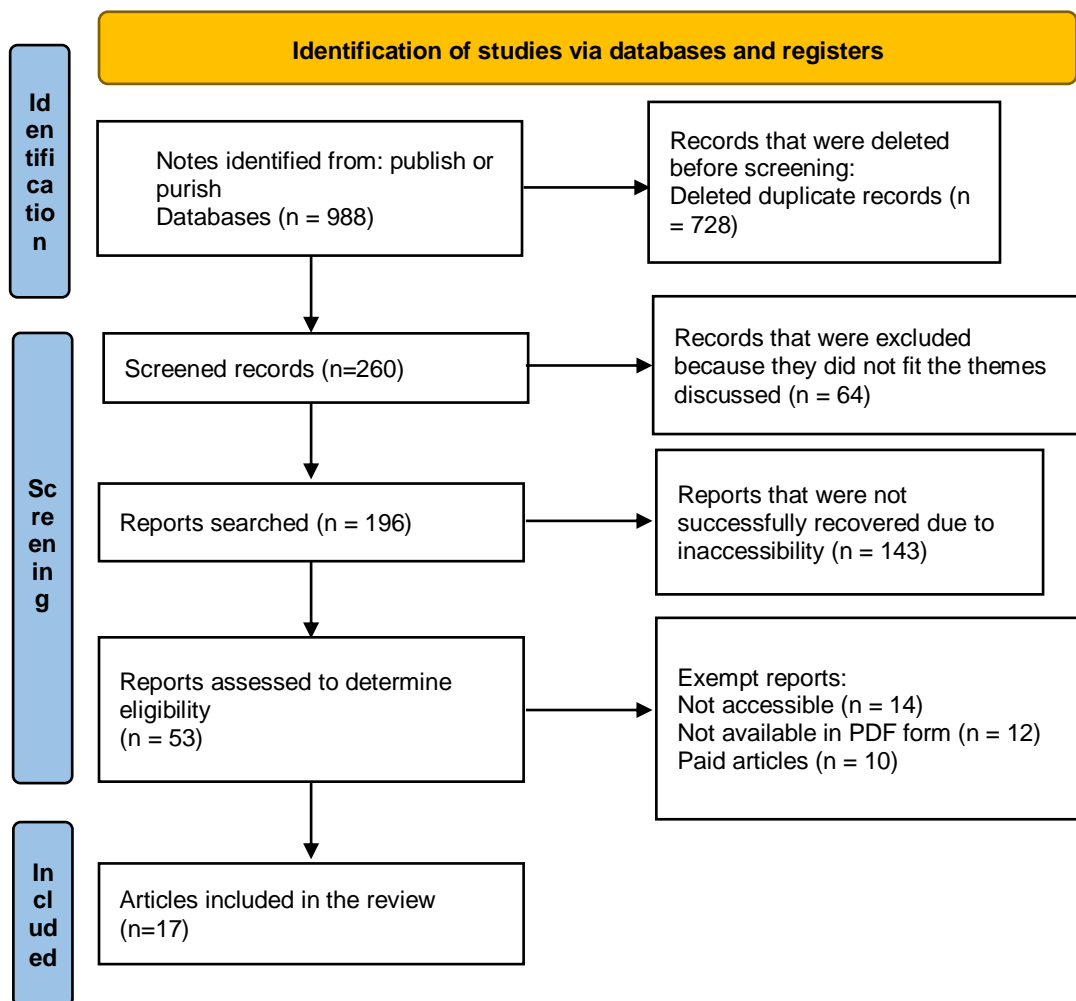 Identification of studies via databases and registers
Id
en
tifi
ca
tio
n
Notes identified from: publish or
purish
Databases (n = 988)
Records that were deleted
before screening:
Deleted duplicate records (n
= 728)
Sc
re
en
in
g
Screened records (n=260)
Records that were excluded
because they did not fit the themes
discussed (n = 64)
Reports searched (n = 196)
Reports that were not
successfully recovered due to
inaccessibility (n = 143)
Reports assessed to determine
eligibility
(n = 53)
Exempt reports:
Not accessible (n = 14)
Not available in PDF form (n = 12)
Paid articles (n = 10)
In
cl
ud
ed
Articles included in the review
(n=17)